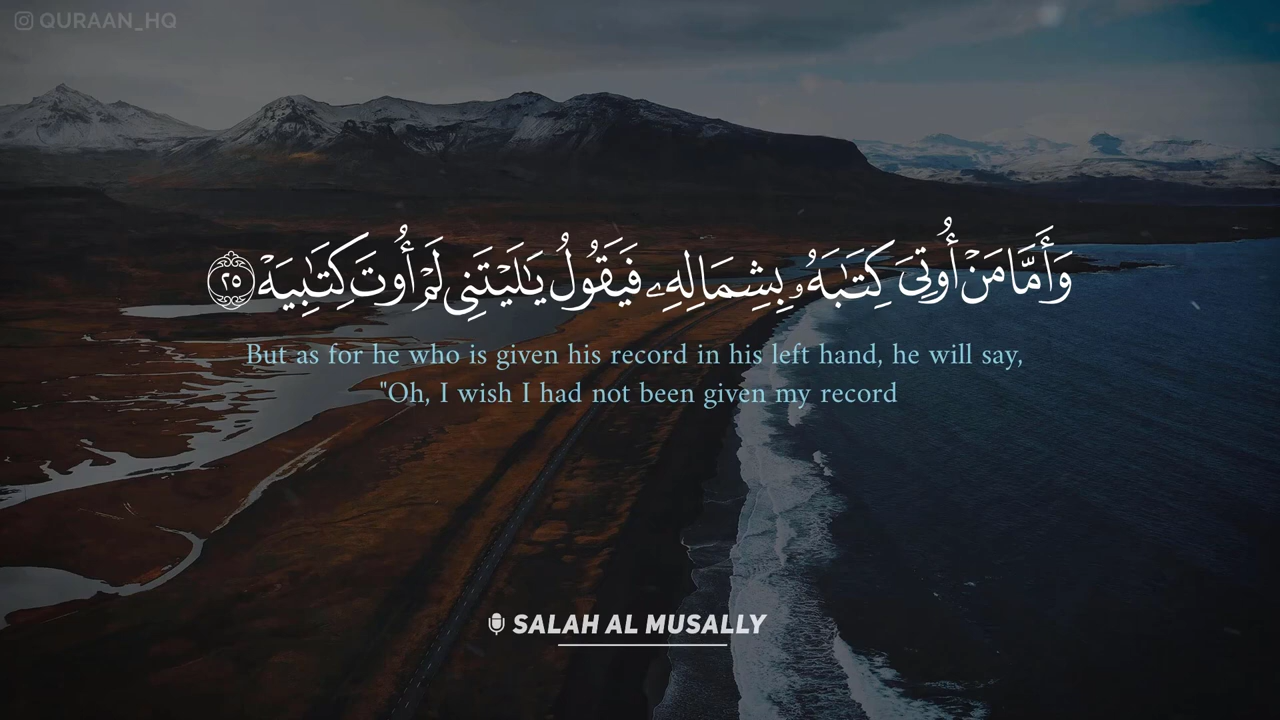 QURAAN_HQ
وَأَمَّا مَنْ أُوتِىَ كِتَـٰبَهُۥ بِشِمَالِهِۦ فَيَقُولُ يَـٰلَيْتَنِى لَمْ أُوتَ كِتَـٰبِيَهْ ٢٥
But as for he who is given his record in his left hand, he will say,
"Oh, I wish I had not been given my record
SALAH AL MUSALLY